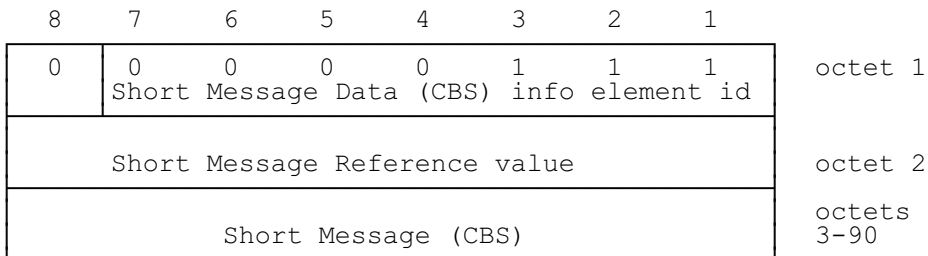 8 7 6 5 4 3 2 1
0 0 0 0 0 1 1 1 octet 1
Short Message Data (CBS) info element id
Short Message Reference value octet 2
octets
Short Message (CBS) 3-90